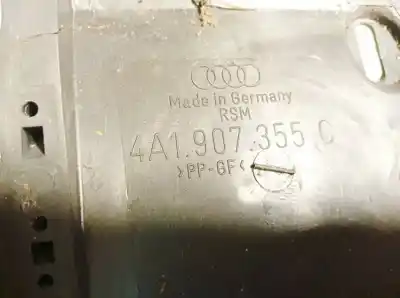 Made in Germany
RSM
4A1.907.355 C
>PP-GF<